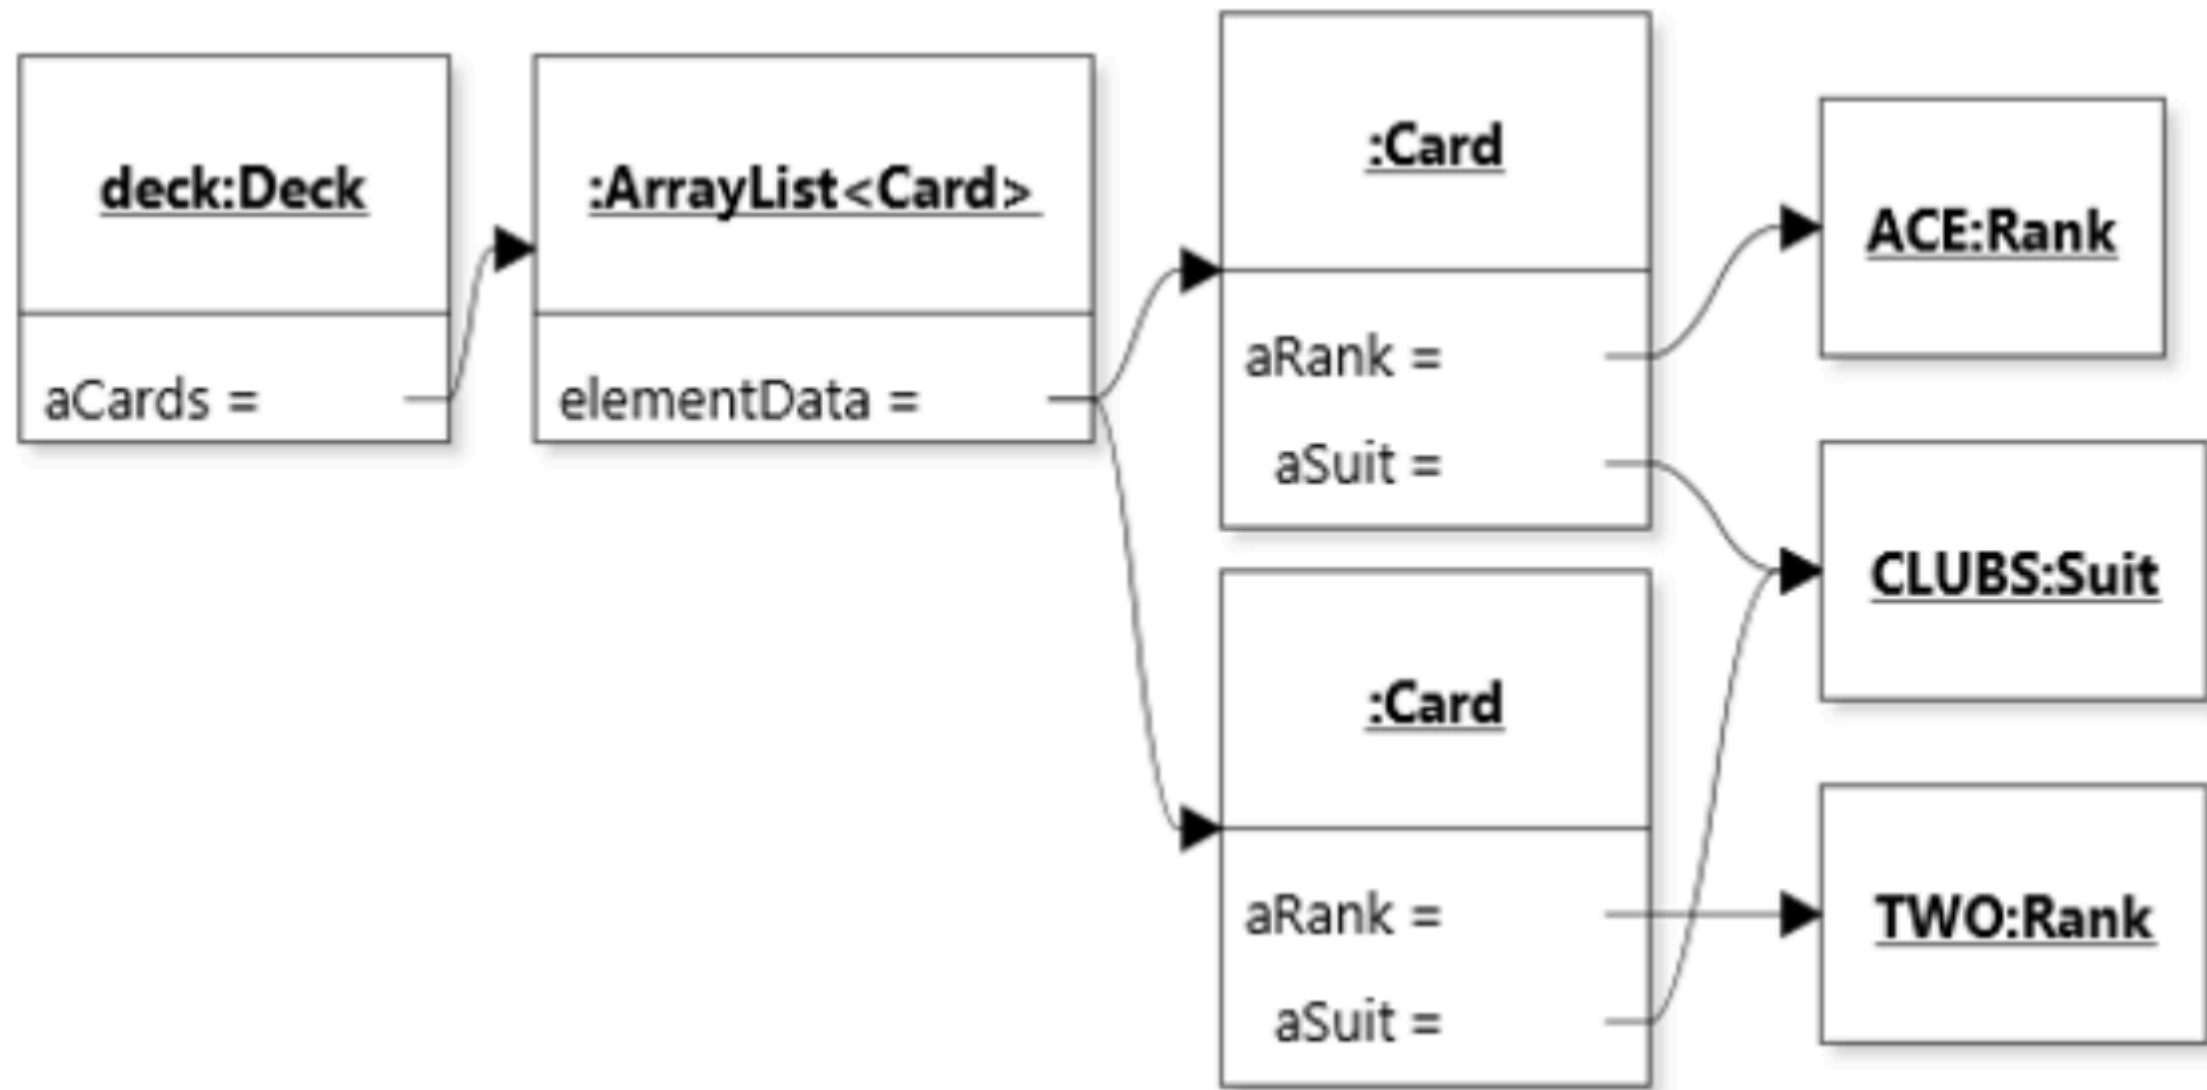 deck:Deck
aCards =
:ArrayList<Card>
elementData =
:Card
aRank =
aSuit =
:Card
aRank =
aSuit =
ACE:Rank
CLUBS:Suit
TWO:Rank